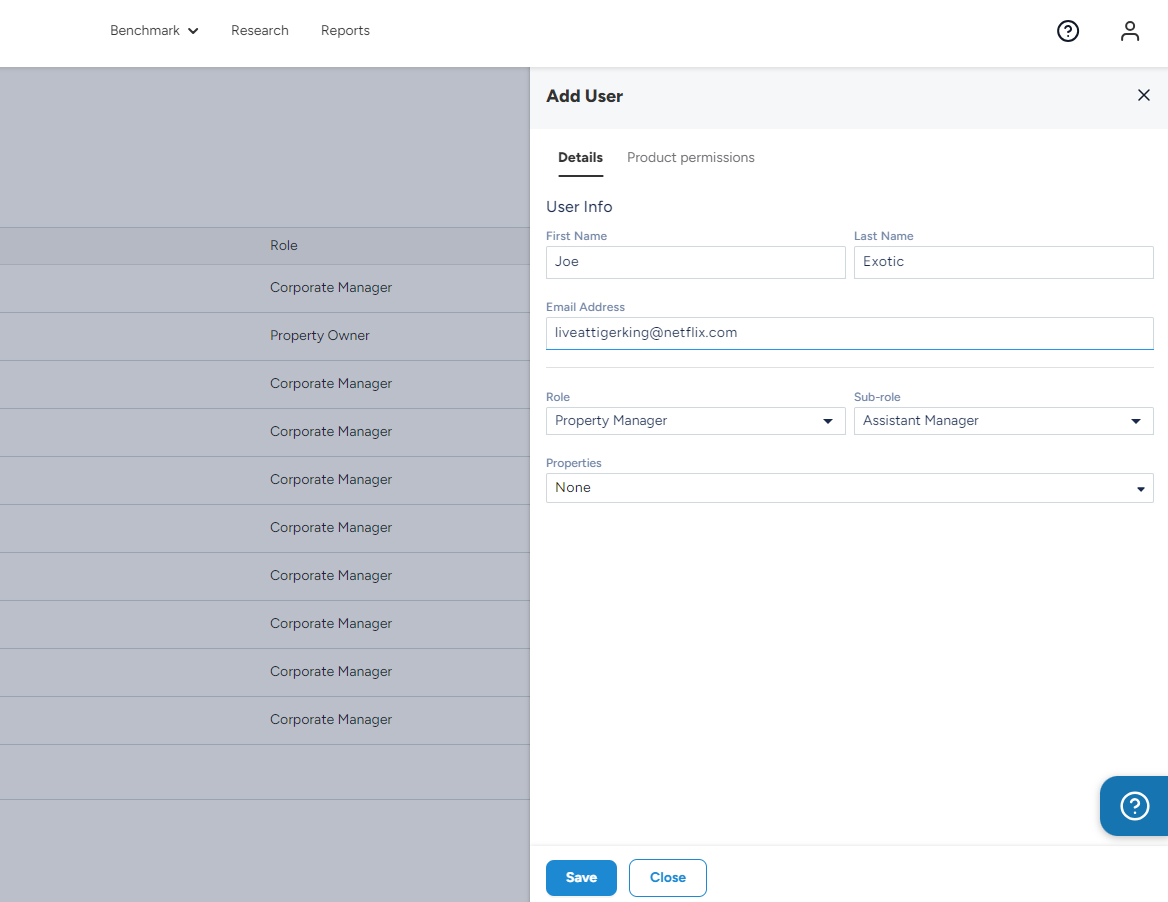 Benchmark Research Reports
Add User
Details Product permissions
User Info
First Name Last Name
Joe Exotic
Email Address
liveattigerking@netflix.com
Role Sub-role
Property Manager Assistant Manager
Properties
None
Save Close
Role
Corporate Manager
Property Owner
Corporate Manager
Corporate Manager
Corporate Manager
Corporate Manager
Corporate Manager
Corporate Manager
Corporate Manager
Corporate Manager